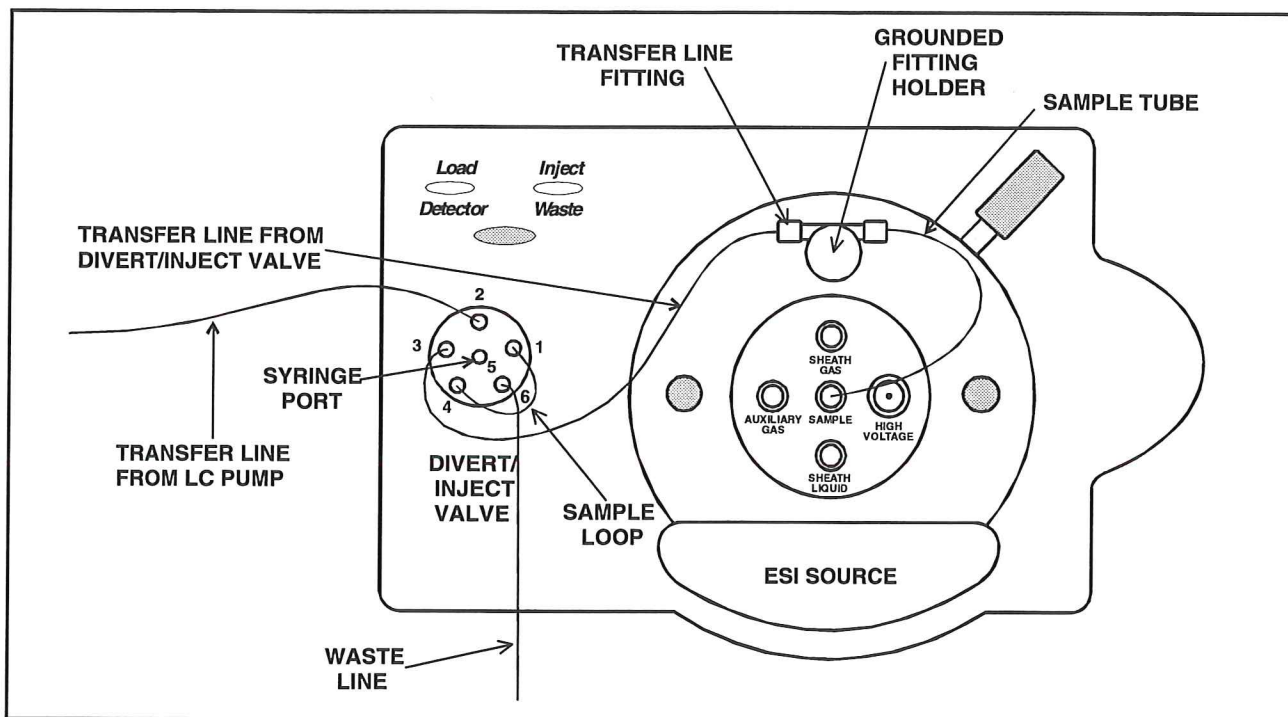 TRANSFER LINE
FITTING
GROUNDED
FITTING
HOLDER
SAMPLE TUBE
Load
Inject
Detector
Waste
TRANSFER LINE FROM
DIVERT/INJECT VALVE
2
3
1
5
4
6
SYRINGE
PORT
TRANSFER LINE
FROM LC PUMP
DIVERT/
INJECT
VALVE
SAMPLE
LOOP
SHEATH
GAS
AUXILIARY
GAS
SAMPLE
HIGH
VOLTAGE
SHEATH
LIQUID
ESI SOURCE
WASTE
LINE